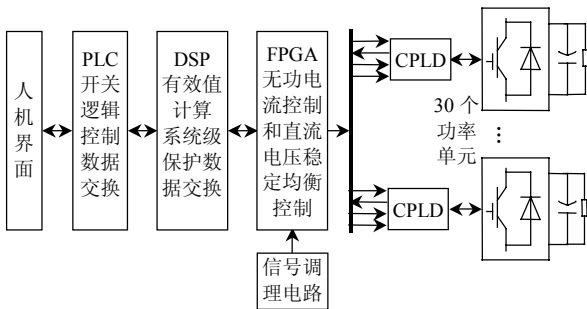 人
机
界
面
PLC
开关
逻辑
控制
数据
交换
DSP
有效值
计算
系统级
保护数
据交换
FPGA
无功电
流控制
和直流
电压稳
定均衡
控制
信号调
理电路
CPLD
30 个
功率
单元
…
CPLD